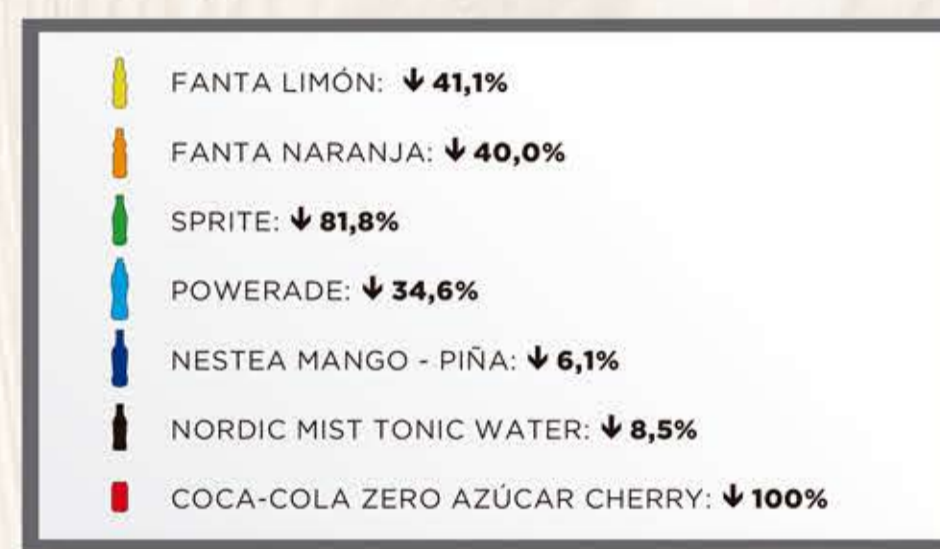 FANTA LIMÓN: ↓ 41,1%
FANTA NARANJA: ↓ 40,0%
SPRITE: ↓ 81,8%
POWERADE: ↓ 34,6%
NESTEA MANGO - PIÑA: ↓ 6,1%
NORDIC MIST TONIC WATER: ↓ 8,5%
COCA-COLA ZERO AZÚCAR CHERRY: ↓ 100%